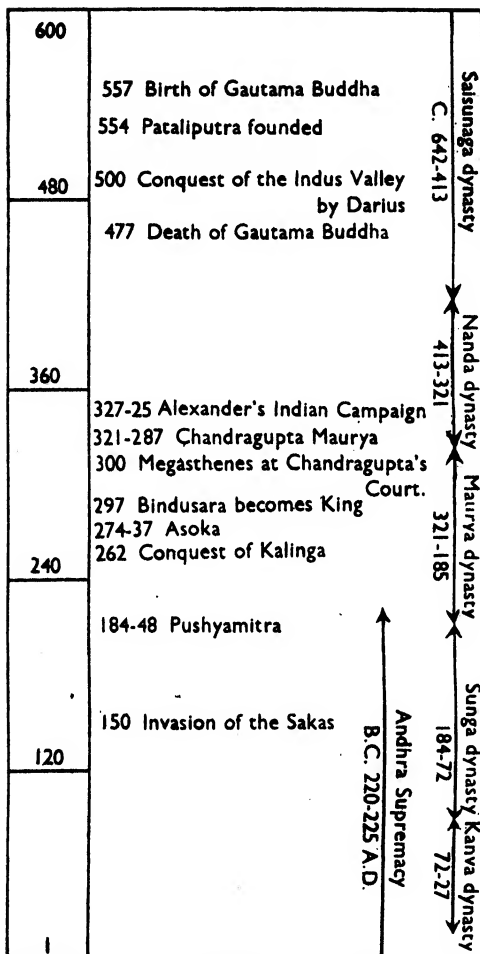 600
557 Birth of Gautama Buddha
554 Pataliputra founded
500 Conquest of the Indus Valley
by Darius
480
477 Death of Gautama Buddha
360
327-25 Alexander's Indian Campaign
321-287 Chandragupta Maurya
300 Megasthenes at Chandragupta's
Court.
297 Bindusara becomes King
274-37 Asoka
262 Conquest of Kalinga
240
184-48 Pushyamitra
150 Invasion of the Sakas
120
1
Andhra Supremacy
B.C. 220-225 A.D.
Saisunaga dynasty
C. 642-413
Nanda dynasty
413-321
Maurya dynasty
321-185
Sunga dynasty
184-72
Kanva dynasty
72-27